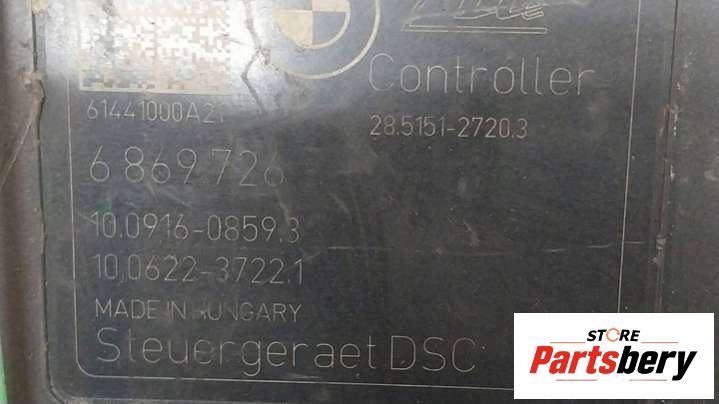 Controller
61441000A21
28.5151-2720.3
6 869 726
10.0916-0859.3
10.0622-3722.1
MADE IN HUNGARY
Steuergeraet DSC
STORE
Partsbery